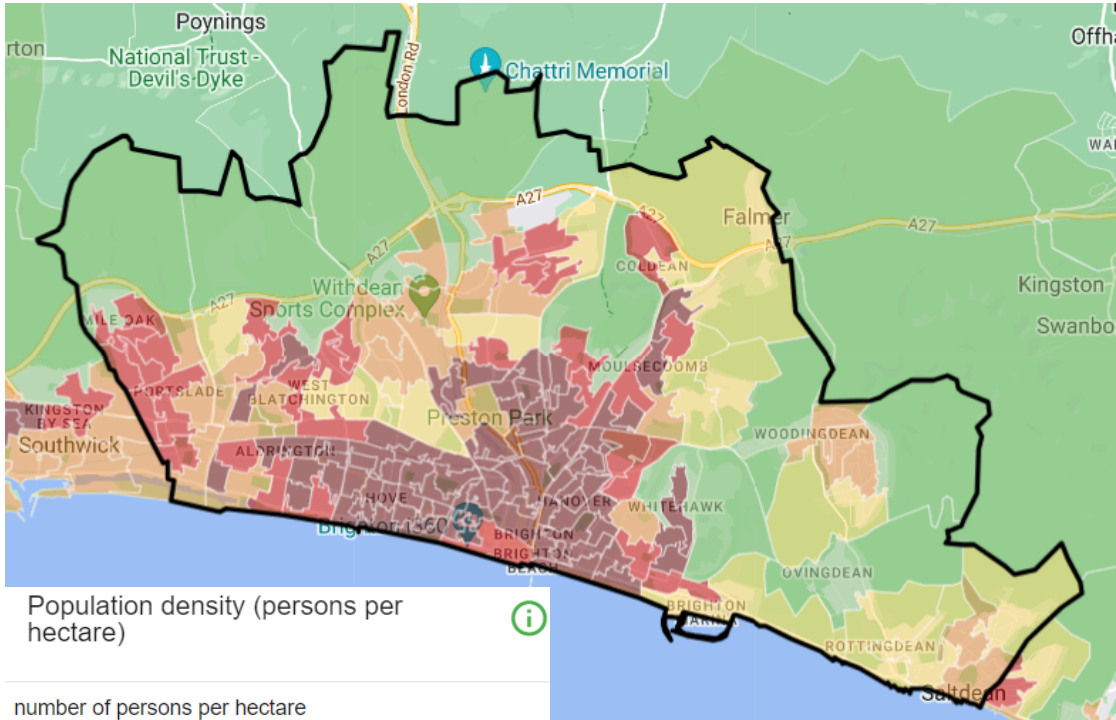 Poynings
Offh
rton
National Trust -
Devil's Dyke
London Rd
Chattri Memorial
WA
A27
A27
Falmer
A27
A27
A27
COLDEAN
Kingston
Withdean
Sports Complex
A27
Swanbo
MILE OAK
MOULSECOOMB
PORTSLADE
WEST
BLATCHINGTON
KINGSTON
BY SEA
Preston Park
Southwick
WOODINGDEAN
ALDRINGTON
HOVE
HANOVER
WHITEHAWK
Brighton i360
BRIGHTON
BRIGHTON
BEACH
OVINGDEAN
BRIGHTON
MARINA
ROTTINGDEAN
Saltdean
Population density (persons per
hectare)
i
number of persons per hectare